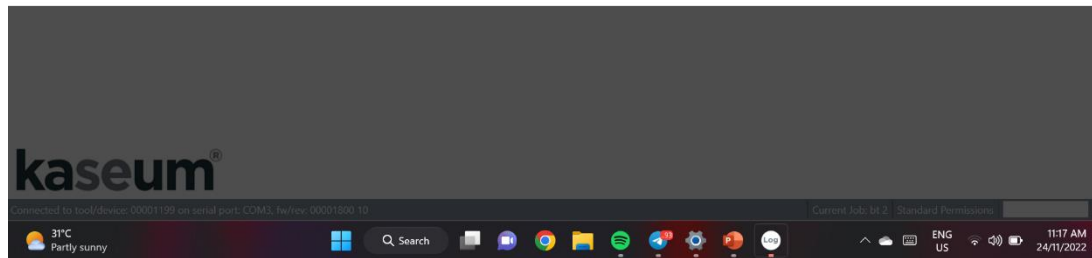 kaseum®
Connected to tool/device: 00001199 on serial port: COM3, fw/rev: 00001800 10
Current Job: bt 2 Standard Permissions
31°C
Partly sunny
Search
93
P
Log
ENG
US
11:17 AM
24/11/2022